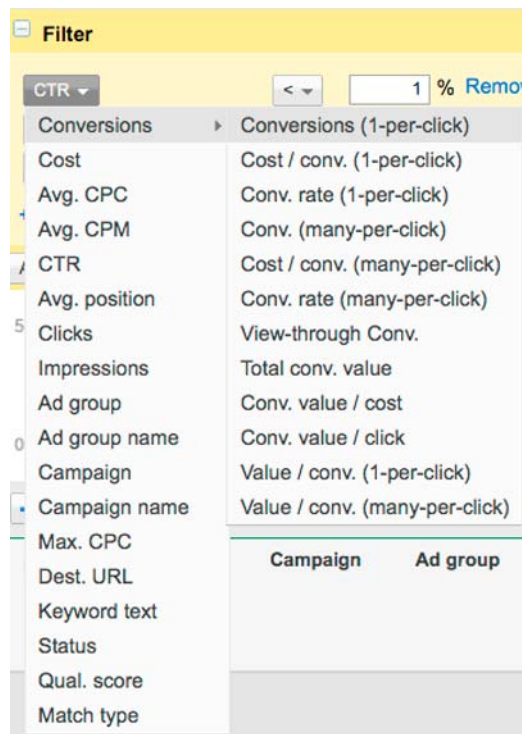 Filter
CTR
<
1 %
Conversions
Cost
Avg. CPC
Avg. CPM
CTR
Avg. position
Clicks
Impressions
Ad group
Ad group name
Campaign
Campaign name
Max. CPC
Dest. URL
Keyword text
Status
Qual. score
Match type
Conversions (1-per-click)
Cost / conv. (1-per-click)
Conv. rate (1-per-click)
Conv. (many-per-click)
Cost / conv. (many-per-click)
Conv. rate (many-per-click)
View-through Conv.
Total conv. value
Conv. value / cost
Conv. value / click
Value / conv. (1-per-click)
Value / conv. (many-per-click)
5
0
Campaign Ad group